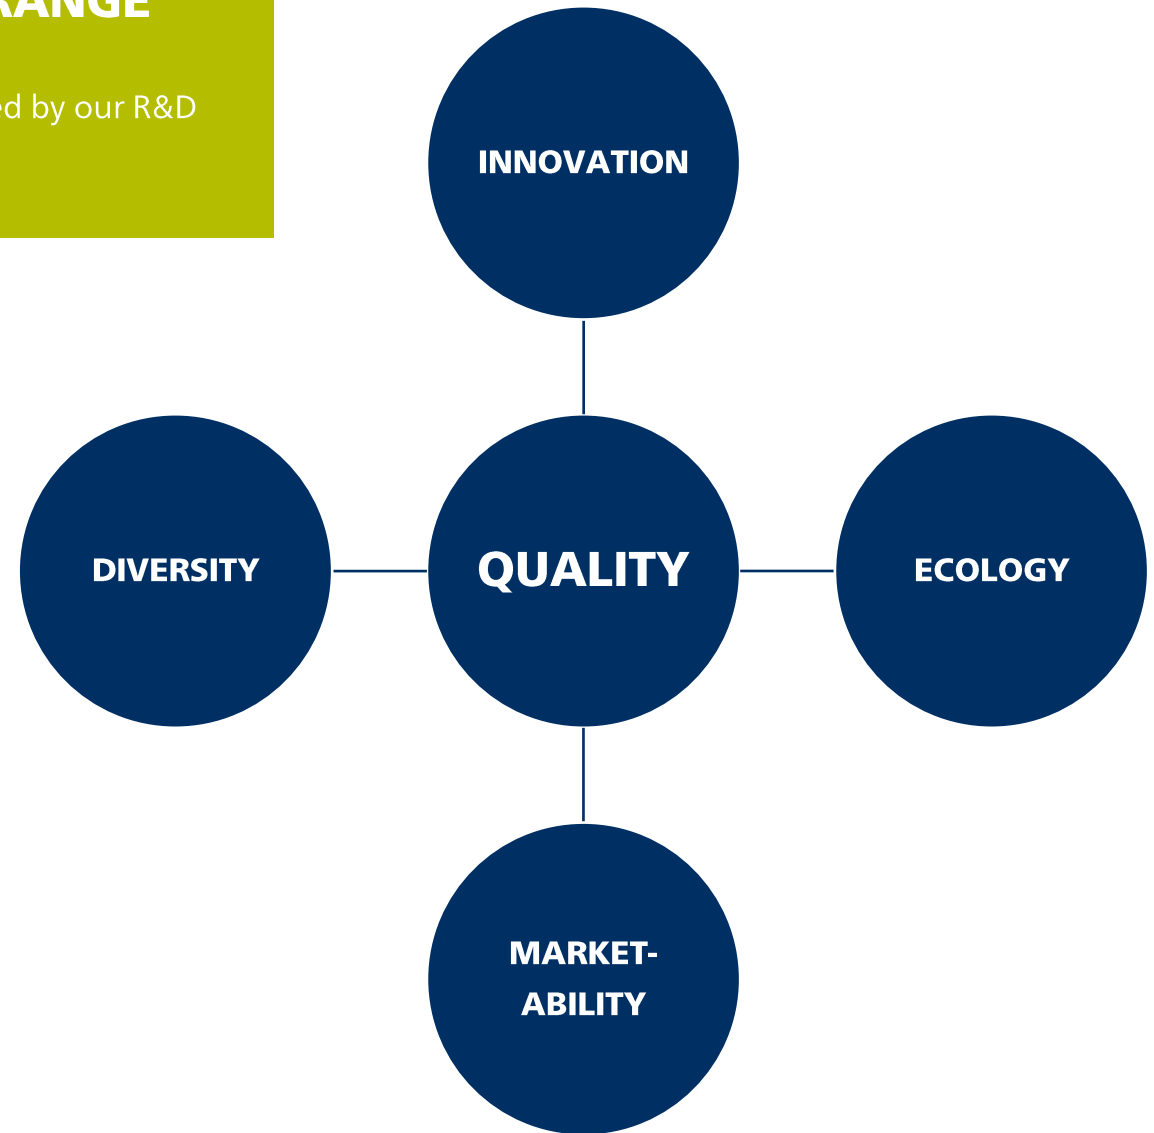 RANGE
ed by our R&D
INNOVATION
DIVERSITY
QUALITY
ECOLOGY
MARKET-
ABILITY